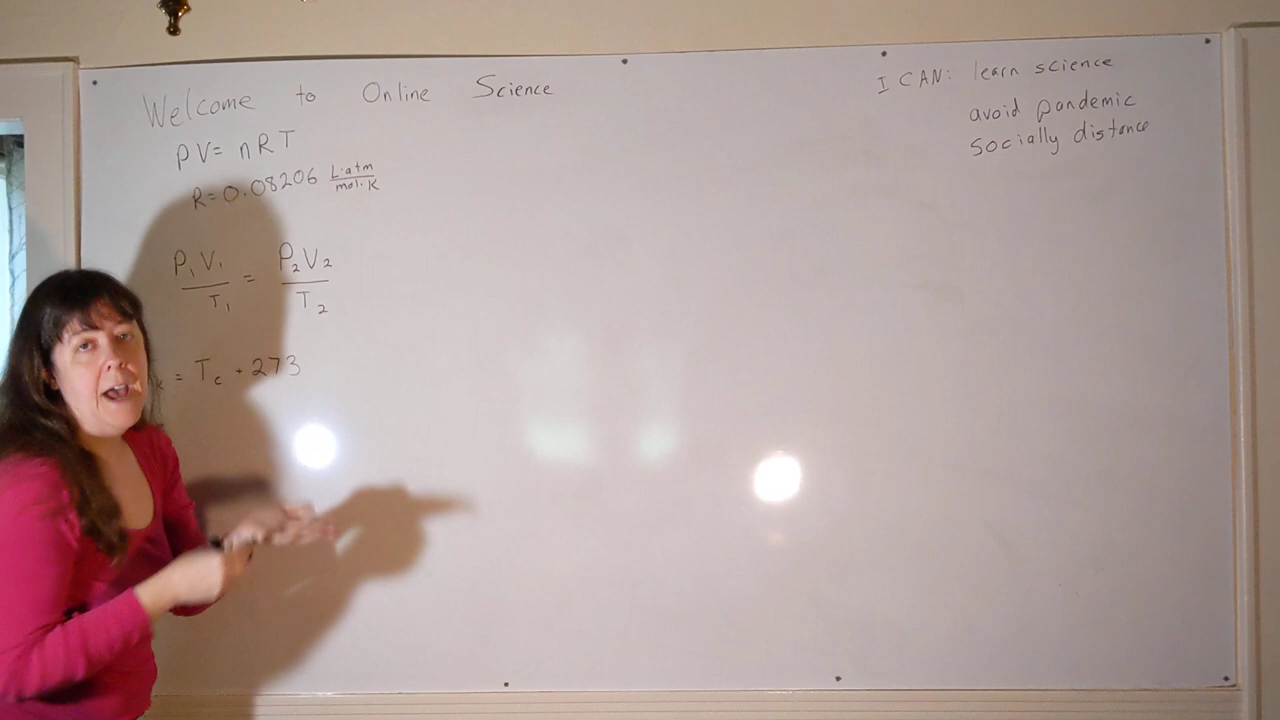 Welcome to Online Science
PV = nRT
R = 0.08206 L·atm / mol·K
P₁V₁ / T₁ = P₂V₂ / T₂
k = Tc + 273
I CAN: learn science
avoid pandemic
socially distance